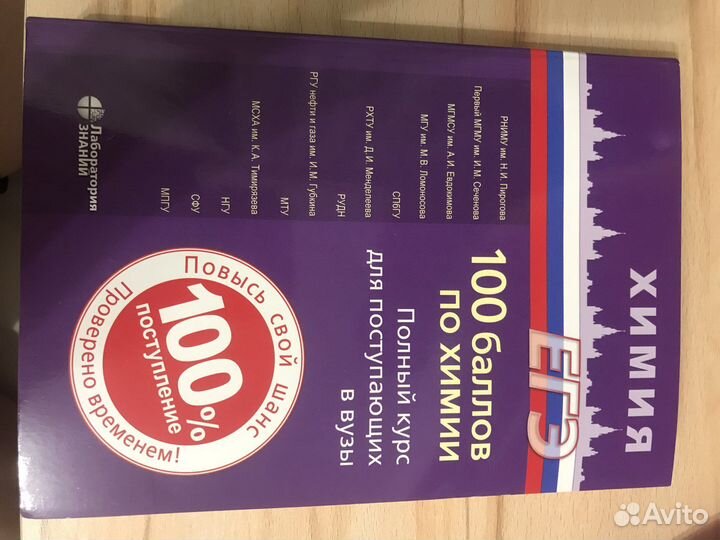 ХИМИЯ
ЕГЭ
РНИМУ им. Н. И. Пирогова
Первый МГМУ им. И.М. Сеченова
МГМСУ им. А.И. Евдокимова
МГУ им. М.В. Ломоносова
СПбГУ
РХТУ им. Д.И. Менделеева
РУДН
РГУ нефти и газа им. И.М. Губкина
МТУ
МСХА им. К.А. Тимирязева
НГУ
СФУ
МПГУ
100 баллов
по химии
Полный курс
для поступающих
в вузы
Повысь свой шанс
100%
поступление
Проверено временем!
Лаборатория
ЗНАНИЙ
Avito